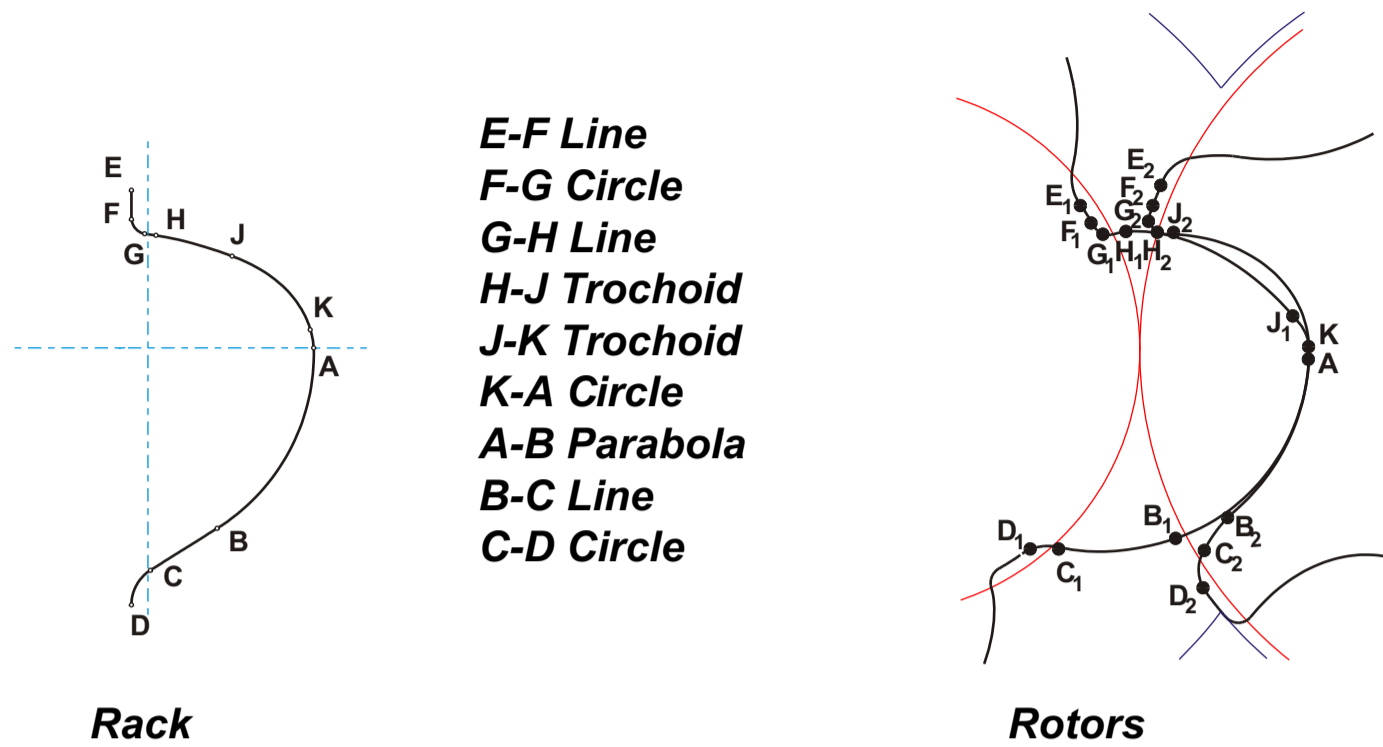 E
F
G
H
J
K
A
B
C
D
Rack
E-F Line
F-G Circle
G-H Line
H-J Trochoid
J-K Trochoid
K-A Circle
A-B Parabola
B-C Line
C-D Circle
E2
F2
G2
J2
E1
F1
G1
H1
H2
J1
K
A
B1
B2
D1
C1
C2
D2
Rotors